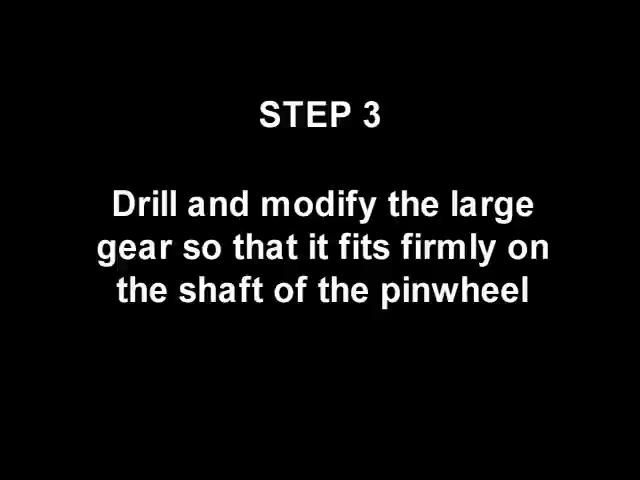 STEP 3
Drill and modify the large
gear so that it fits firmly on
the shaft of the pinwheel